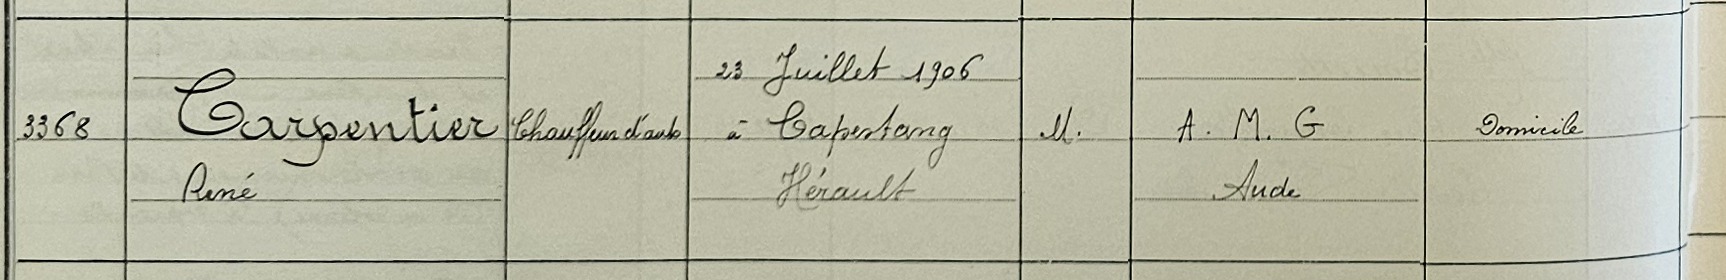 23 Juillet 1906
3368 Carpentier Chauffeur d'auto à Capestang M. A. M. G Domicile
René Hérault Aude